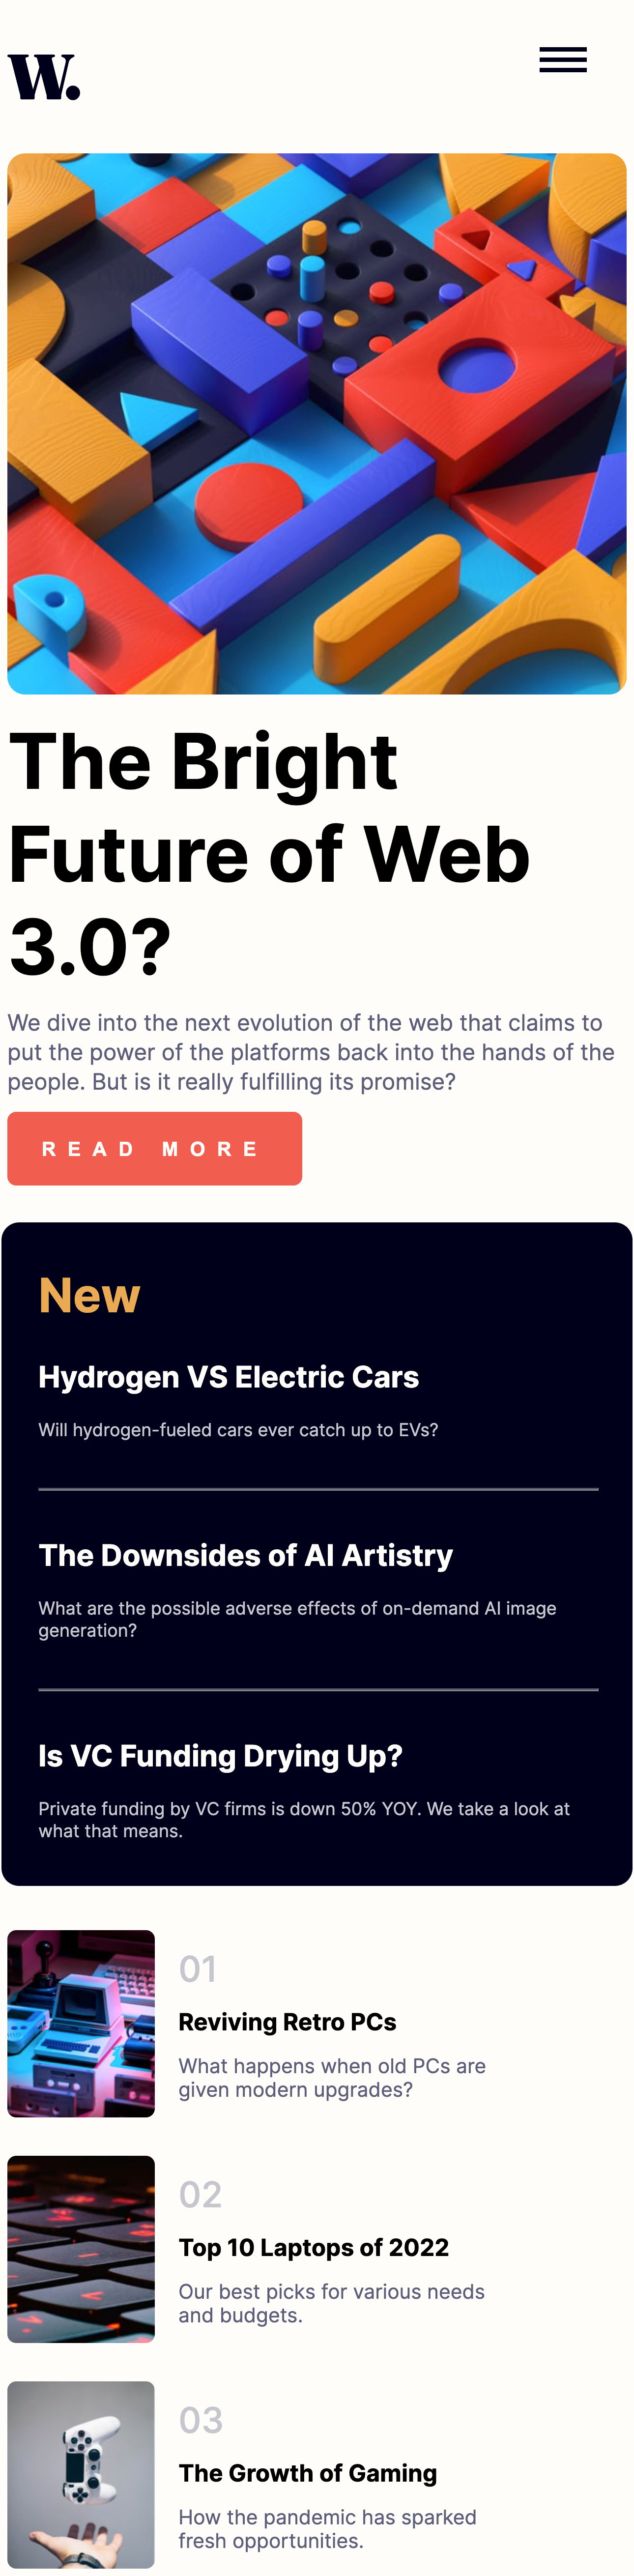 W.
The Bright
Future of Web
3.0?
We dive into the next evolution of the web that claims to
put the power of the platforms back into the hands of the
people. But is it really fulfilling its promise?
READ MORE
New
Hydrogen VS Electric Cars
Will hydrogen-fueled cars ever catch up to EVs?
The Downsides of AI Artistry
What are the possible adverse effects of on-demand AI image
generation?
Is VC Funding Drying Up?
Private funding by VC firms is down 50% YOY. We take a look at
what that means.
01
Reviving Retro PCs
What happens when old PCs are
given modern upgrades?
02
Top 10 Laptops of 2022
Our best picks for various needs
and budgets.
03
The Growth of Gaming
How the pandemic has sparked
fresh opportunities.